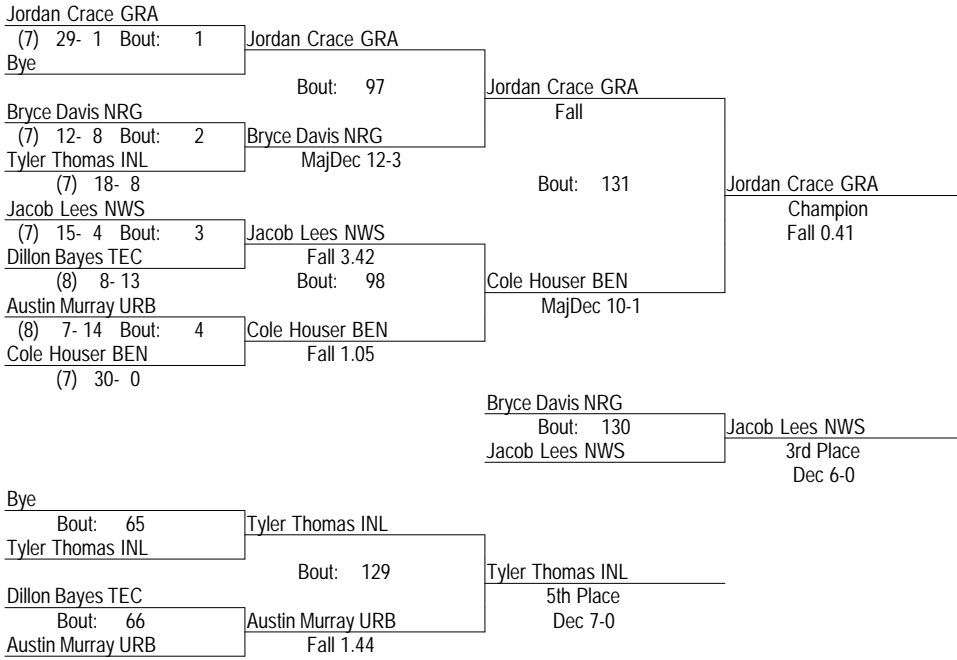 Jordan Crace GRA
(7) 29- 1 Bout: 1
Jordan Crace GRA
Bye
Bout: 97
Jordan Crace GRA
Fall
Bryce Davis NRG
(7) 12- 8 Bout: 2
Bryce Davis NRG
Tyler Thomas INL
MajDec 12-3
(7) 18- 8
Bout: 131
Jordan Crace GRA
Champion
Fall 0.41
Jacob Lees NWS
(7) 15- 4 Bout: 3
Jacob Lees NWS
Dillon Bayes TEC
Fall 3.42
(8) 8- 13
Bout: 98
Cole Houser BEN
MajDec 10-1
Austin Murray URB
(8) 7- 14 Bout: 4
Cole Houser BEN
Cole Houser BEN
Fall 1.05
(7) 30- 0
Bryce Davis NRG
Bout: 130
Jacob Lees NWS
Jacob Lees NWS
3rd Place
Dec 6-0
Bye
Bout: 65
Tyler Thomas INL
Tyler Thomas INL
Bout: 129
Tyler Thomas INL
5th Place
Dec 7-0
Dillon Bayes TEC
Bout: 66
Austin Murray URB
Austin Murray URB
Fall 1.44